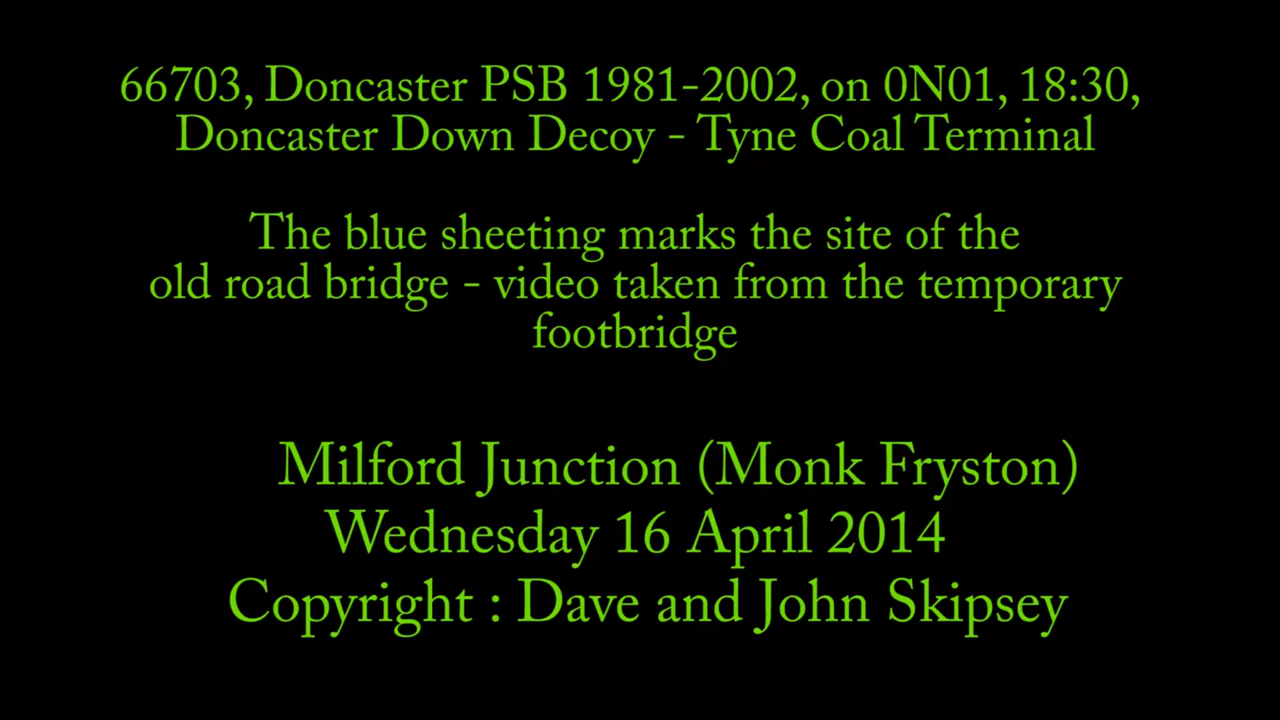 66703, Doncaster PSB 1981-2002, on 0N01, 18:30,
Doncaster Down Decoy - Tyne Coal Terminal
The blue sheeting marks the site of the
old road bridge - video taken from the temporary
footbridge
Milford Junction (Monk Fryston)
Wednesday 16 April 2014
Copyright : Dave and John Skipsey